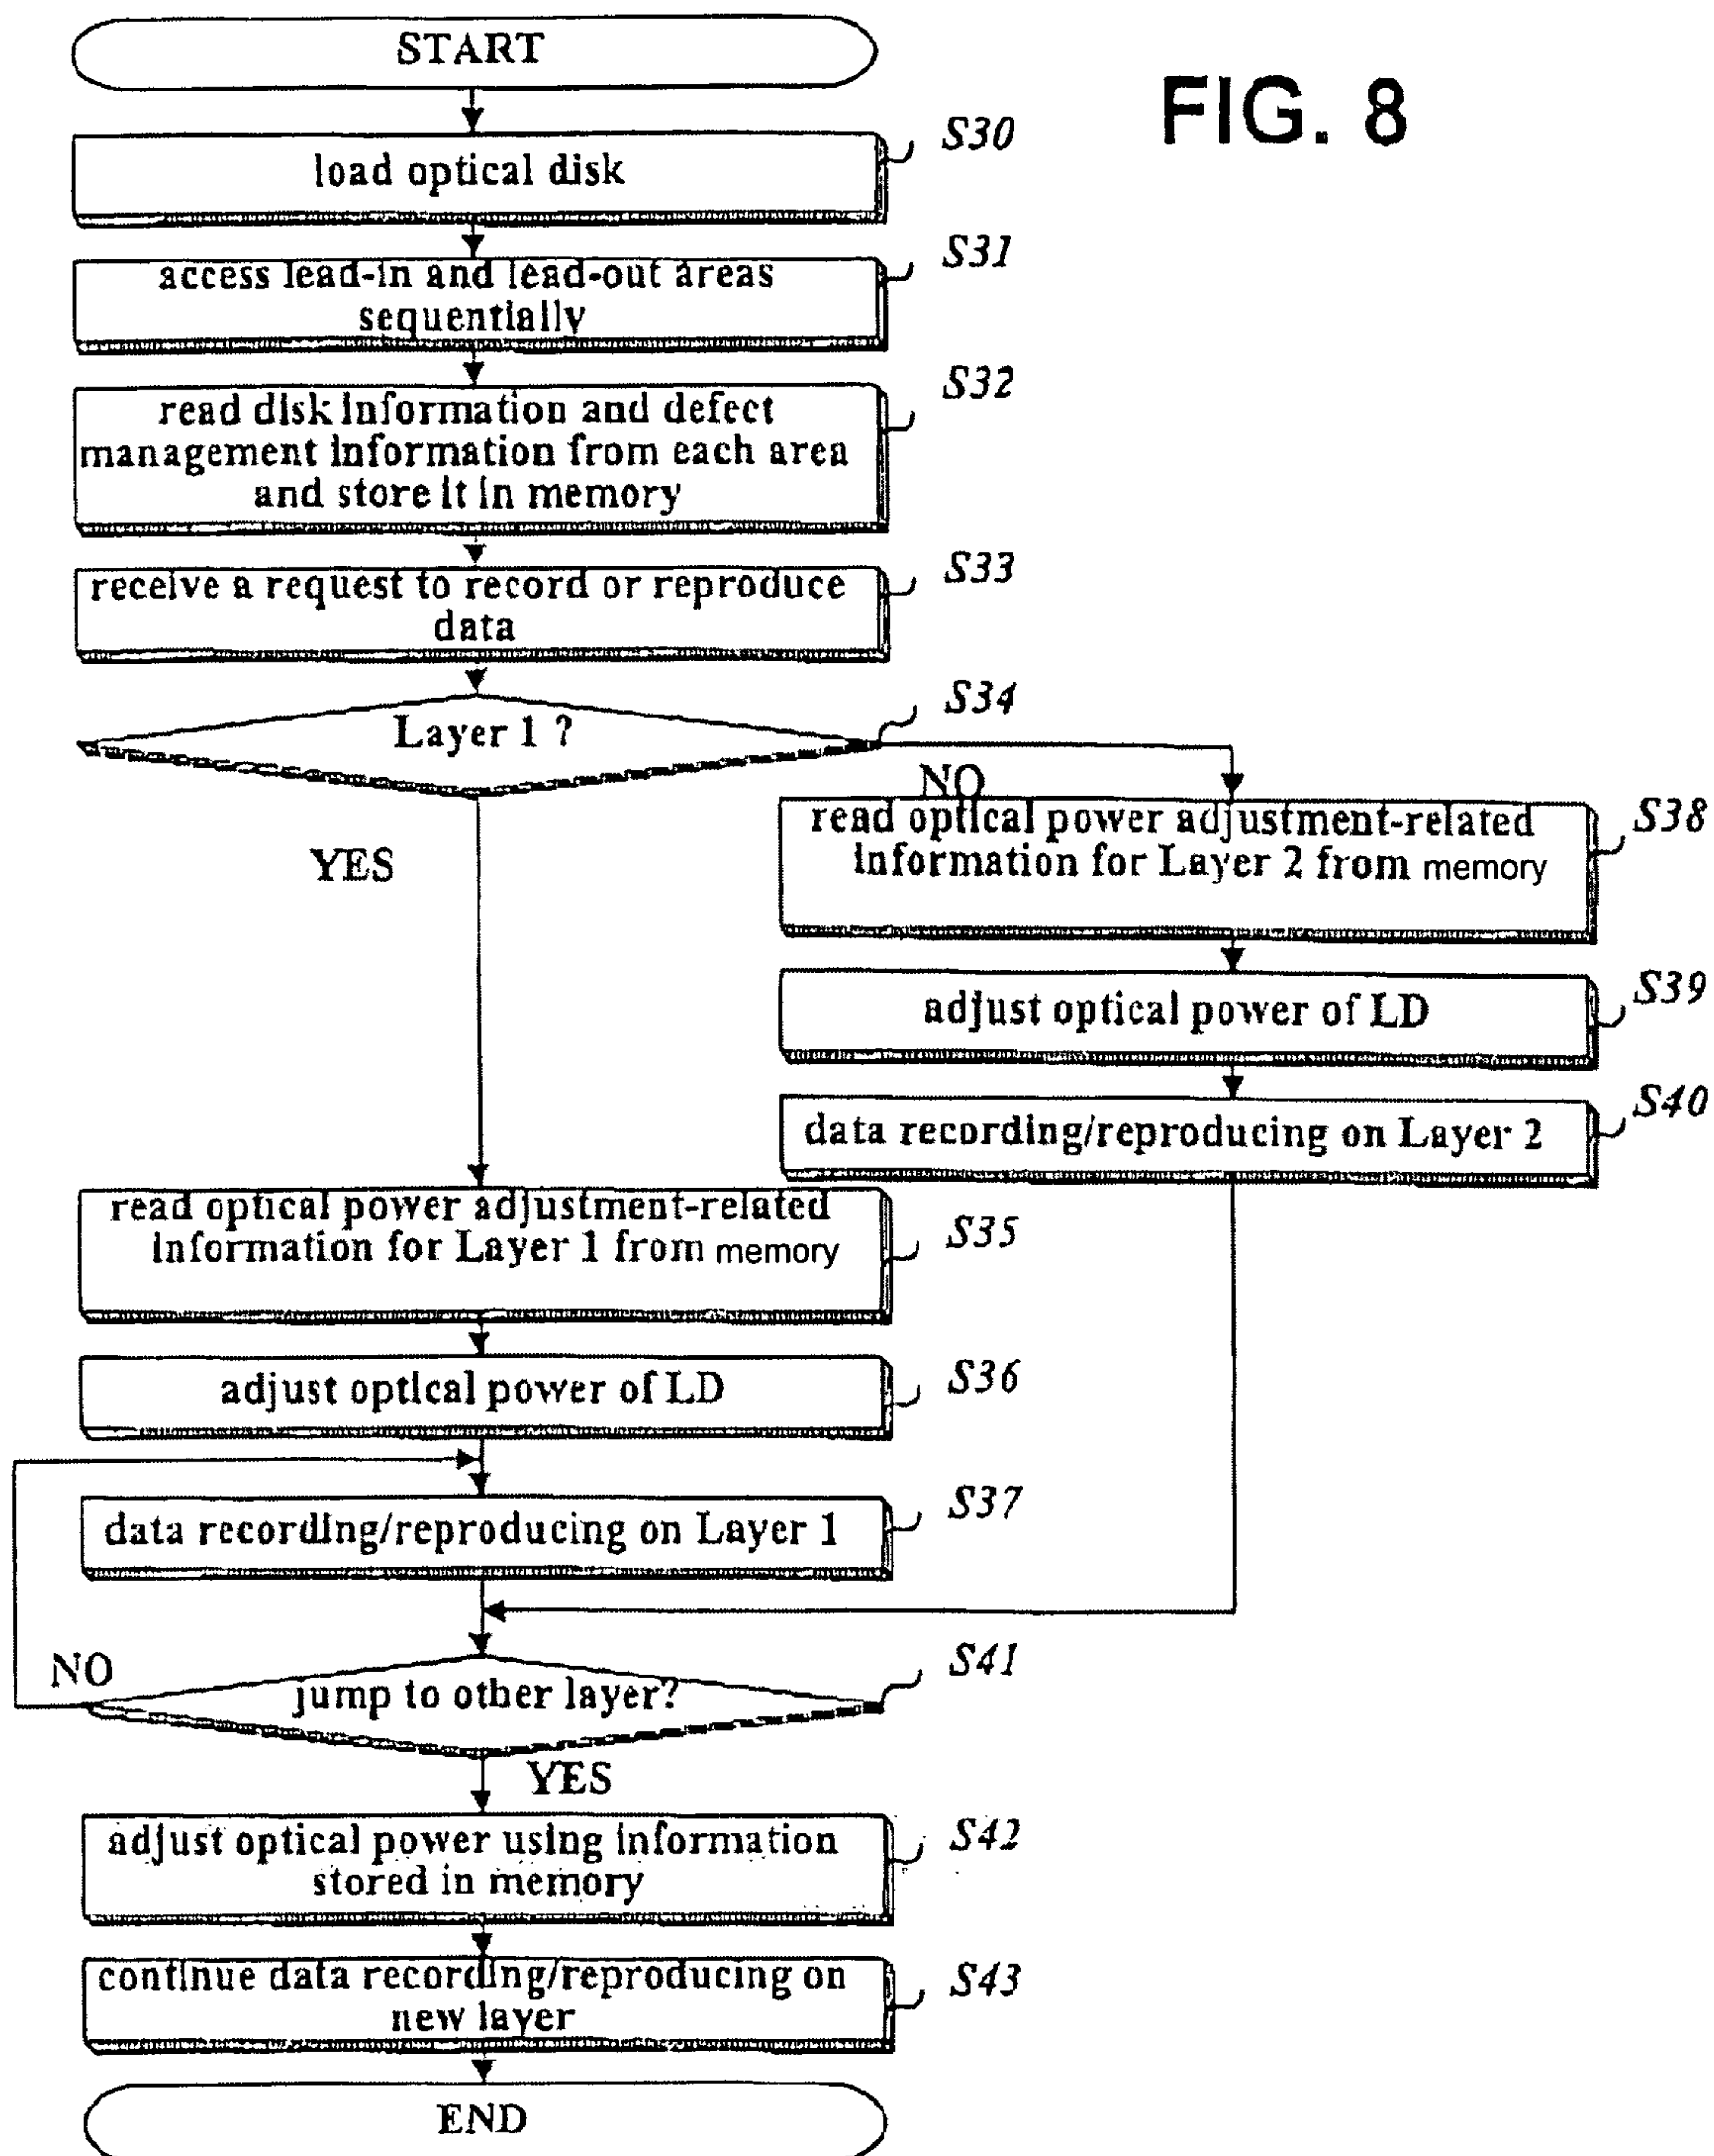 START
FIG. 8
S30
load optical disk
S31
access lead-in and lead-out areas
sequentially
S32
read disk information and defect
management information from each area
and store it in memory
S33
receive a request to record or reproduce
data
S34
Layer 1 ?
NO
YES
read optical power adjustment-related
information for Layer 2 from memory
S38
adjust optical power of LD
S39
data recording/reproducing on Layer 2
S40
read optical power adjustment-related
information for Layer 1 from memory
S35
adjust optical power of LD
S36
data recording/reproducing on Layer 1
S37
jump to other layer?
S41
NO
YES
adjust optical power using information
stored in memory
S42
continue data recording/reproducing on
new layer
S43
END